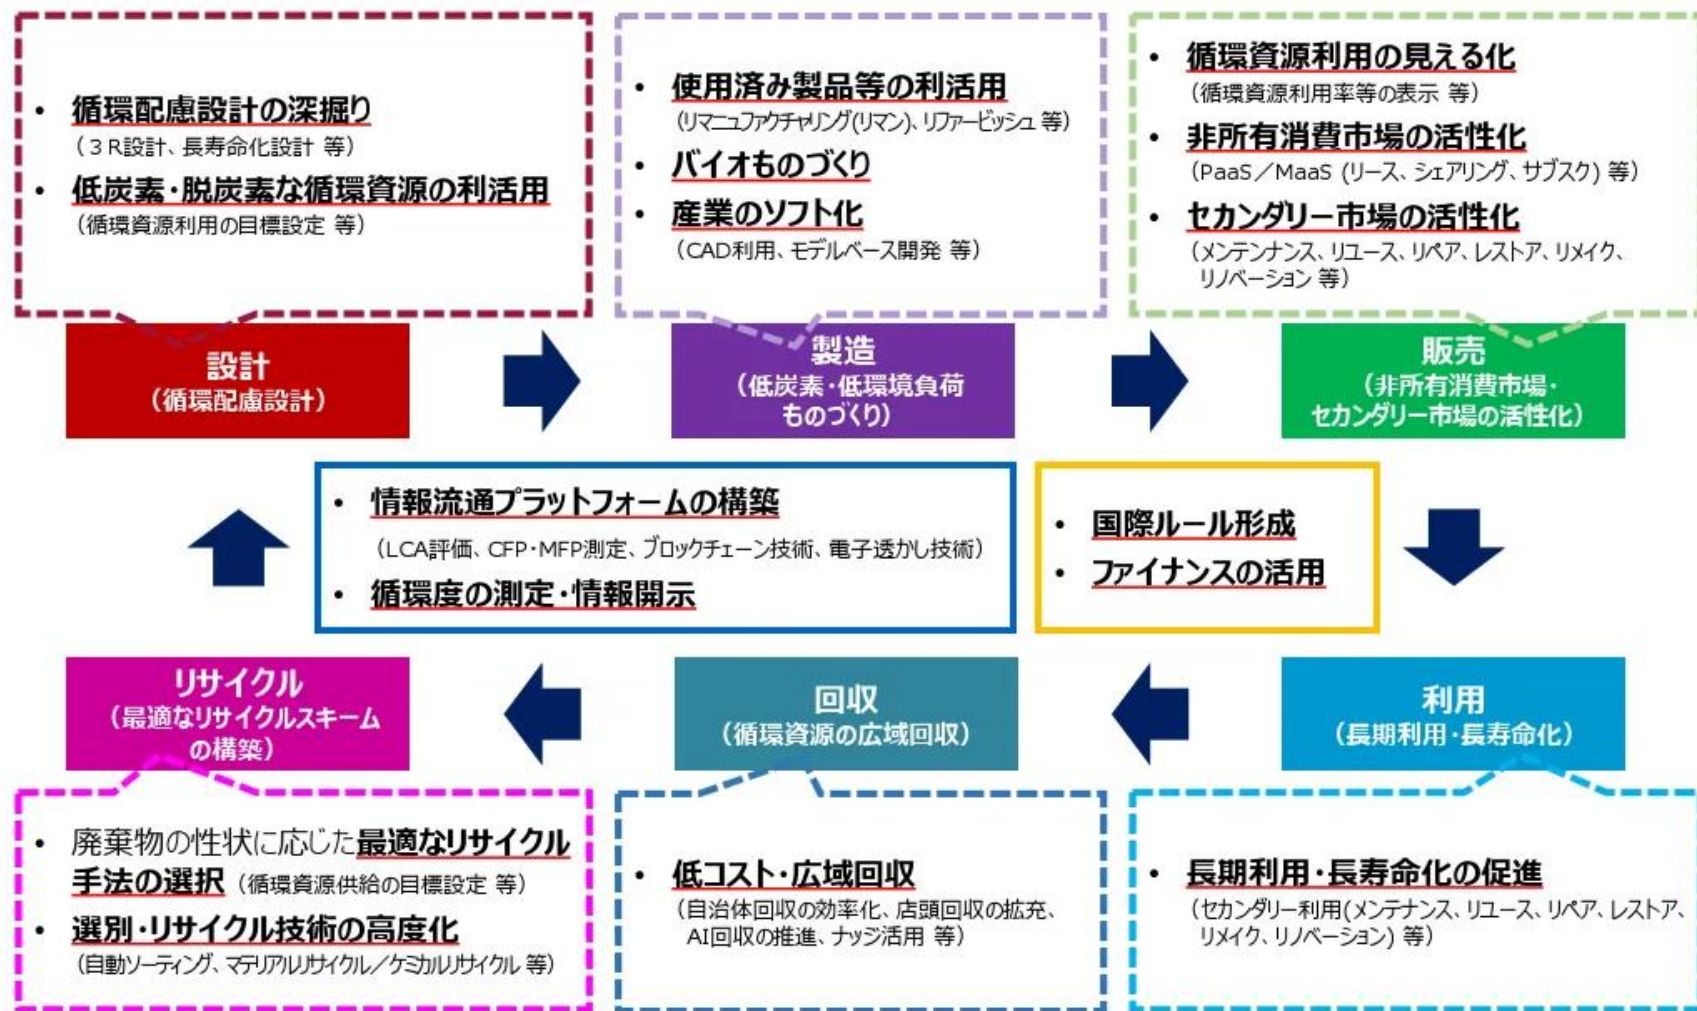 • 循環配慮設計の深掘り
(３R設計、長寿命化設計 等)
• 低炭素・脱炭素な循環資源の利活用
(循環資源利用の目標設定 等)
• 使用済み製品等の利活用
(リマニュファクチャリング(リマン)、リファービッシュ 等)
• バイオものづくり
• 産業のソフト化
(CAD利用、モデルベース開発 等)
• 循環資源利用の見える化
(循環資源利用率等の表示 等)
• 非所有消費市場の活性化
(PaaS／MaaS (リース、シェアリング、サブスク) 等)
• セカンダリー市場の活性化
(メンテンナンス、リユース、リペア、レストア、リメイク、
リノベーション 等)
設計
(循環配慮設計)
製造
(低炭素・低環境負荷
ものづくり)
販売
(非所有消費市場・
セカンダリー市場の活性化)
• 情報流通プラットフォームの構築
(LCA評価、CFP・MFP測定、ブロックチェーン技術、電子透かし技術)
• 循環度の測定・情報開示
• 国際ルール形成
• ファイナンスの活用
リサイクル
(最適なリサイクルスキーム
の構築)
回収
(循環資源の広域回収)
利用
(長期利用・長寿命化)
• 廃棄物の性状に応じた最適なリサイクル
手法の選択 (循環資源供給の目標設定 等)
• 選別・リサイクル技術の高度化
(自動ソーティング、マテリアルリサイクル／ケミカルリサイクル 等)
• 低コスト・広域回収
(自治体回収の効率化、店頭回収の拡充、
AI回収の推進、ナッジ活用 等)
• 長期利用・長寿命化の促進
(セカンダリー利用(メンテナンス、リユース、リペア、レストア、
リメイク、リノベーション) 等)